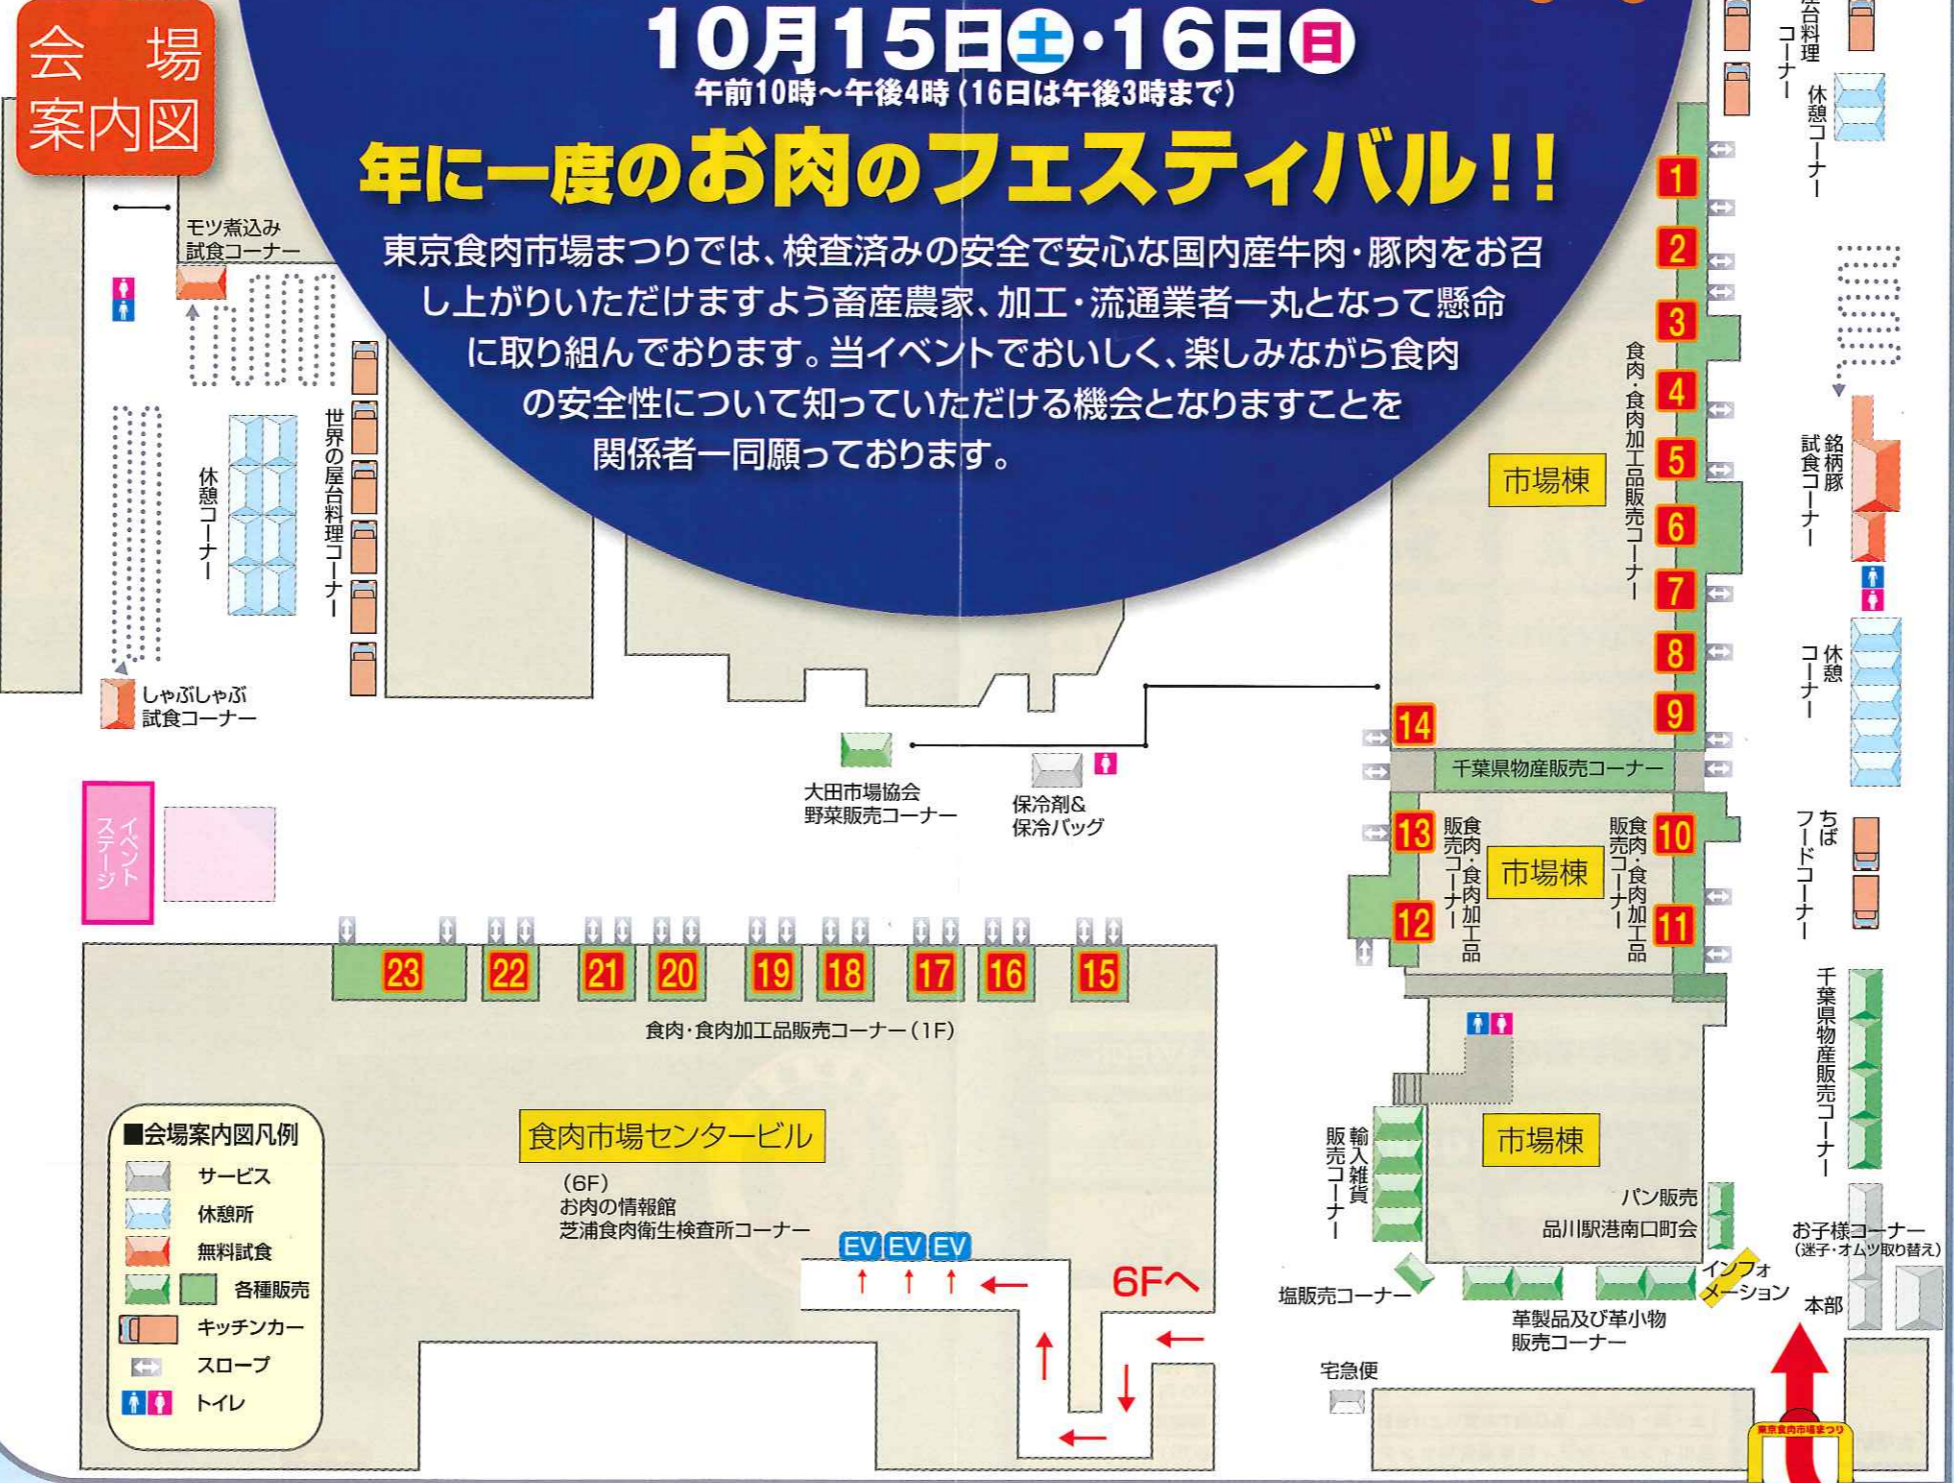 会場
案内図
10月15日土・16日日
午前10時～午後4時(16日は午後3時まで)
年に一度のお肉のフェスティバル!!
東京食肉市場まつりでは、検査済みの安全で安心な国内産牛肉・豚肉をお召
し上がりいただけますよう畜産農家、加工・流通業者一丸となって懸命
に取り組んでおります。当イベントでおいしく、楽しみながら食肉
の安全性について知っていただける機会となりますことを
関係者一同願っております。
モツ煮込み
試食コーナー
休憩コーナー
世界の屋台料理コーナー
しゃぶしゃぶ
試食コーナー
イベント
ステージ
大田市場協会
野菜販売コーナー
保冷剤&
保冷バッグ
台料理
コーナー
休憩コーナー
1
2
3
4
5
6
7
8
9
食肉・食肉加工品販売コーナー
市場棟
銘柄豚
試食コーナー
休憩
コーナー
14
千葉県物産販売コーナー
13
12
食肉・食肉加工品
販売コーナー
市場棟
食肉・食肉加工品
販売コーナー
10
11
ちば
フードコーナー
千葉県物産販売コーナー
23
22
21
20
19
18
17
16
15
食肉・食肉加工品販売コーナー(1F)
食肉市場センタービル
(6F)
お肉の情報館
芝浦食肉衛生検査所コーナー
EV
EV
EV
6Fへ
輸入雑貨
販売コーナー
市場棟
パン販売
品川駅港南口町会
お子様コーナー
(迷子・オムツ取り替え)
インフォ
メーション
本部
塩販売コーナー
革製品及び革小物
販売コーナー
宅急便
東京食肉市場まつり
■会場案内図凡例
サービス
休憩所
無料試食
各種販売
キッチンカー
スロープ
トイレ